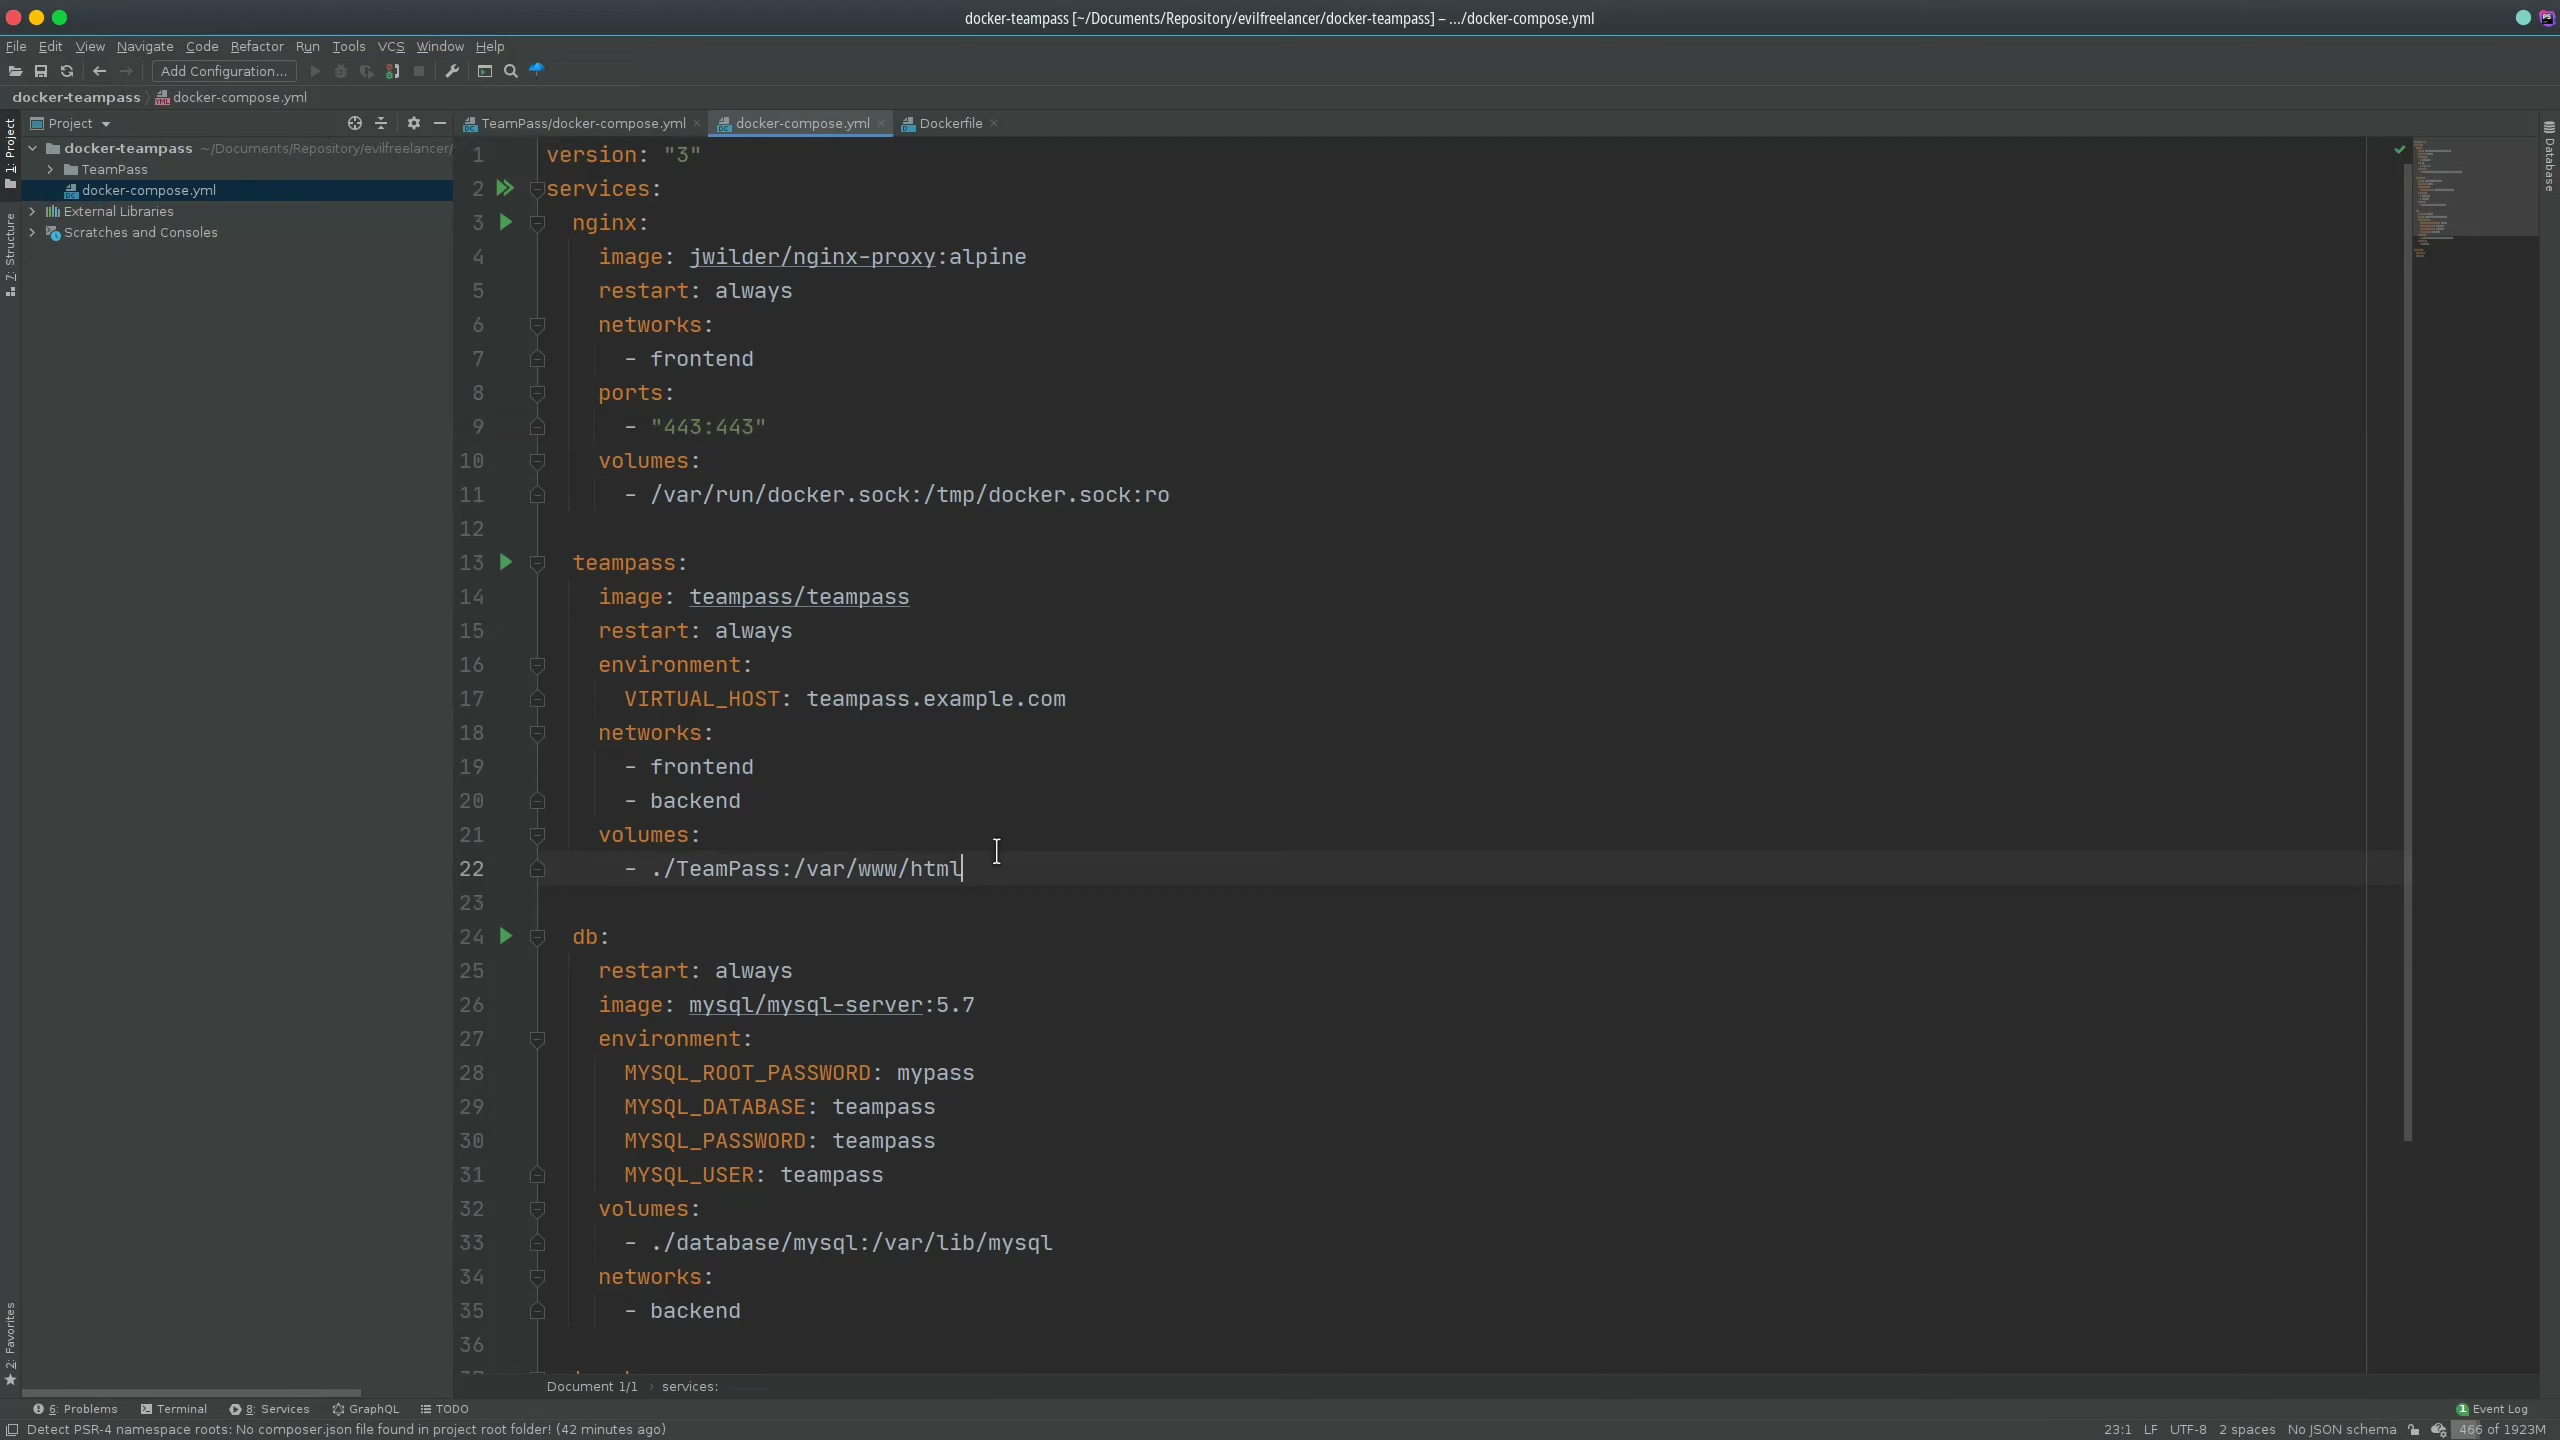 docker-teampass [~/Documents/Repository/evilfreelancer/docker-teampass] – .../docker-compose.yml
File Edit View Navigate Code Refactor Run Tools VCS Window Help
Add Configuration...
docker-teampass docker-compose.yml
Project
TeamPass/docker-compose.yml docker-compose.yml Dockerfile
1: Project
7: Structure
2: Favorites
Database
docker-teampass ~/Documents/Repository/evilfreelancer/
TeamPass
docker-compose.yml
External Libraries
Scratches and Consoles
1 version: "3"
2 services:
3 nginx:
4 image: jwilder/nginx-proxy:alpine
5 restart: always
6 networks:
7 - frontend
8 ports:
9 - "443:443"
10 volumes:
11 - /var/run/docker.sock:/tmp/docker.sock:ro
12
13 teampass:
14 image: teampass/teampass
15 restart: always
16 environment:
17 VIRTUAL_HOST: teampass.example.com
18 networks:
19 - frontend
20 - backend
21 volumes:
22 - ./TeamPass:/var/www/html
23
24 db:
25 restart: always
26 image: mysql/mysql-server:5.7
27 environment:
28 MYSQL_ROOT_PASSWORD: mypass
29 MYSQL_DATABASE: teampass
30 MYSQL_PASSWORD: teampass
31 MYSQL_USER: teampass
32 volumes:
33 - ./database/mysql:/var/lib/mysql
34 networks:
35 - backend
36
Document 1/1 services:
6: Problems Terminal 8: Services GraphQL TODO 1 Event Log
Detect PSR-4 namespace roots: No composer.json file found in project root folder! (42 minutes ago) 23:1 LF UTF-8 2 spaces No JSON schema 466 of 1923M